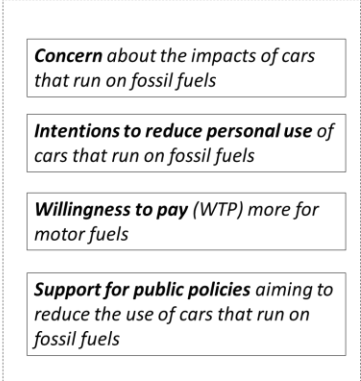 Concern about the impacts of cars
that run on fossil fuels
Intentions to reduce personal use of
cars that run on fossil fuels
Willingness to pay (WTP) more for
motor fuels
Support for public policies aiming to
reduce the use of cars that run on
fossil fuels